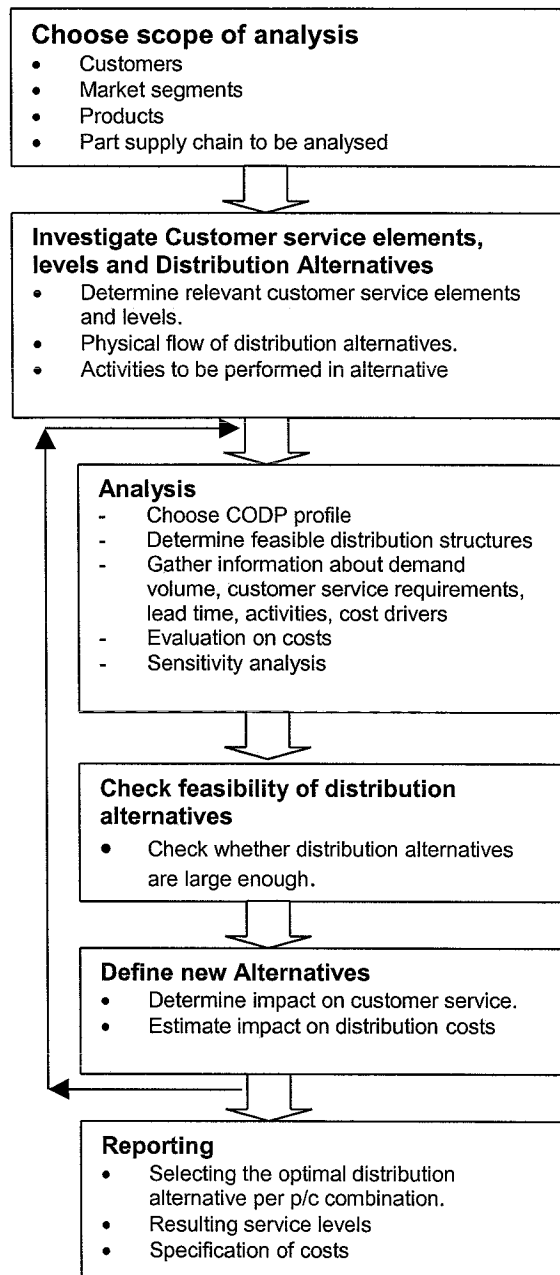 Choose scope of analysis
• Customers
• Market segments
• Products
• Part supply chain to be analysed
Investigate Customer service elements,
levels and Distribution Alternatives
• Determine relevant customer service elements
and levels.
• Physical flow of distribution alternatives.
• Activities to be performed in alternative
Analysis
- Choose CODP profile
- Determine feasible distribution structures
- Gather information about demand
volume, customer service requirements,
lead time, activities, cost drivers
- Evaluation on costs
- Sensitivity analysis
Check feasibility of distribution
alternatives
• Check whether distribution alternatives
are large enough.
Define new Alternatives
• Determine impact on customer service.
• Estimate impact on distribution costs
Reporting
• Selecting the optimal distribution
alternative per p/c combination.
• Resulting service levels
• Specification of costs